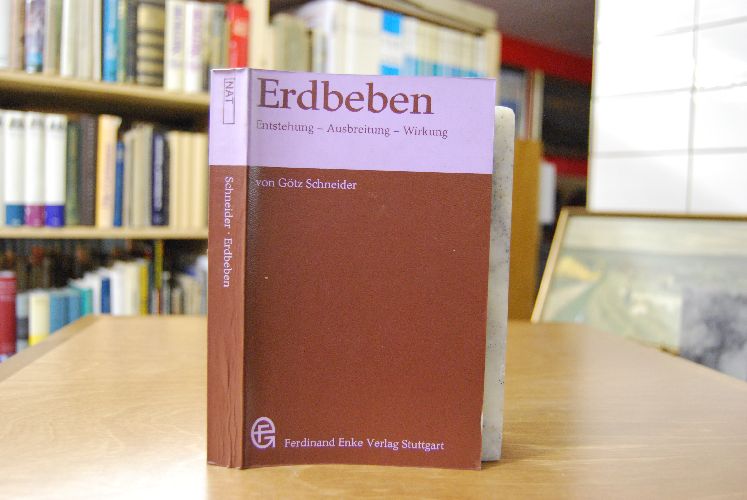 NAT
Schneider · Erdbeben
Erdbeben
Entstehung – Ausbreitung – Wirkung
von Götz Schneider
Ferdinand Enke Verlag Stuttgart